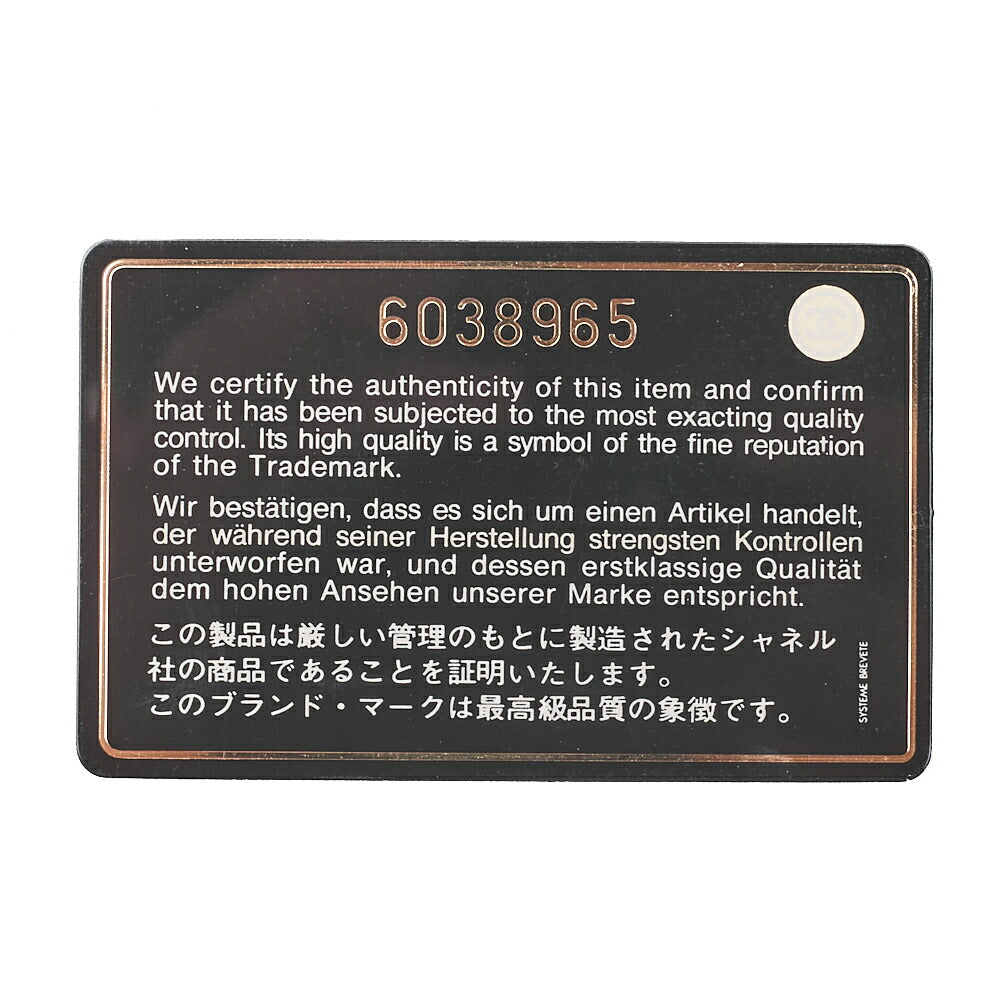 6038965
We certify the authenticity of this item and confirm
that it has been subjected to the most exacting quality
control. Its high quality is a symbol of the fine reputation
of the Trademark.
Wir bestätigen, dass es sich um einen Artikel handelt,
der während seiner Herstellung strengsten Kontrollen
unterworfen war, und dessen erstklassige Qualität
dem hohen Ansehen unserer Marke entspricht.
この製品は厳しい管理のもとに製造されたシャネル
社の商品であることを証明いたします。
このブランド・マークは最高級品質の象徴です。
SYSTEME BREVETE